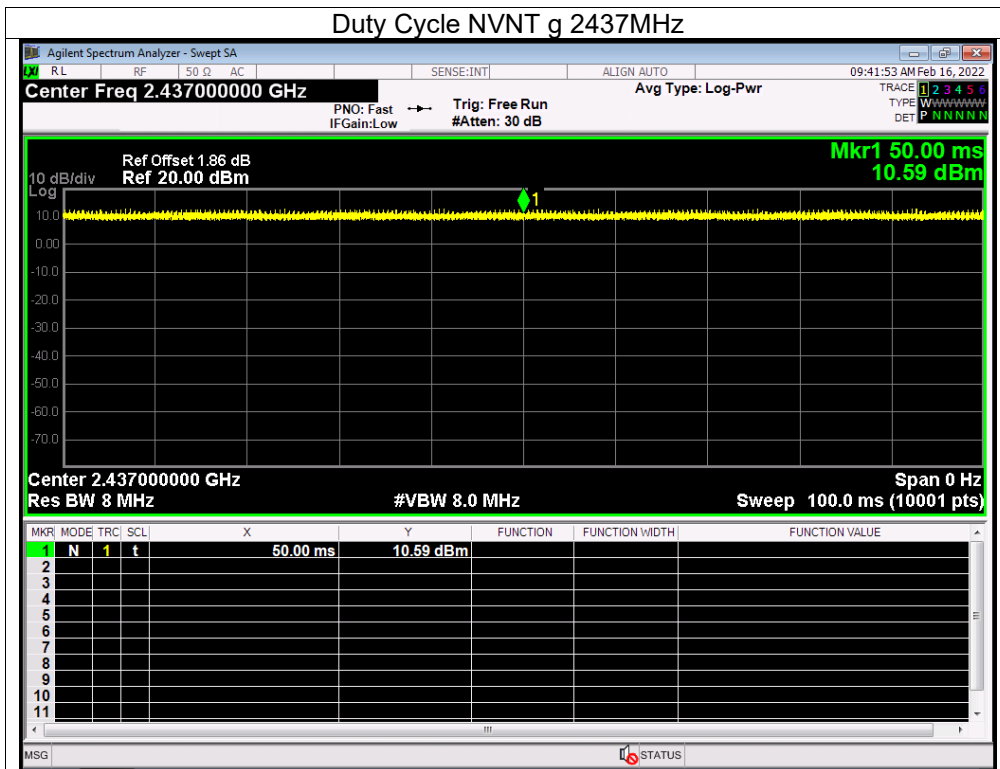 Duty Cycle NVNT g 2437MHz
Agilent Spectrum Analyzer - Swept SA
LXI RL RF 50 Ω AC SENSE:INT ALIGN AUTO 09:41:53 AM Feb 16, 2022
Center Freq 2.437000000 GHz
PNO: Fast
IFGain:Low
Trig: Free Run
#Atten: 30 dB
Avg Type: Log-Pwr
TRACE 1 2 3 4 5 6
TYPE WWWWWWW
DET P N N N N N
Mkr1 50.00 ms
10.59 dBm
Ref Offset 1.86 dB
10 dB/div Ref 20.00 dBm
Log
1
10.0
0.00
-10.0
-20.0
-30.0
-40.0
-50.0
-60.0
-70.0
Center 2.437000000 GHz Span 0 Hz
Res BW 8 MHz #VBW 8.0 MHz Sweep 100.0 ms (10001 pts)
MKR MODE TRC SCL X Y FUNCTION FUNCTION WIDTH FUNCTION VALUE
1 N 1 t 50.00 ms 10.59 dBm
2
3
4
5
6
7
8
9
10
11
MSG STATUS